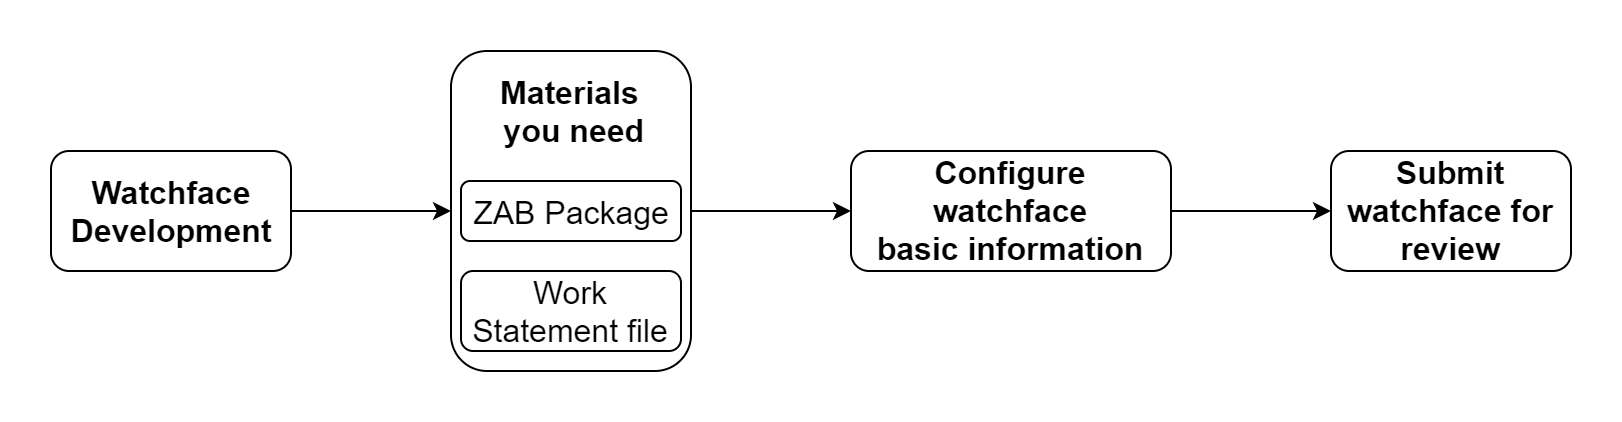 Watchface
Development
Materials
you need
ZAB Package
Work
Statement file
Configure
watchface
basic information
Submit
watchface for
review